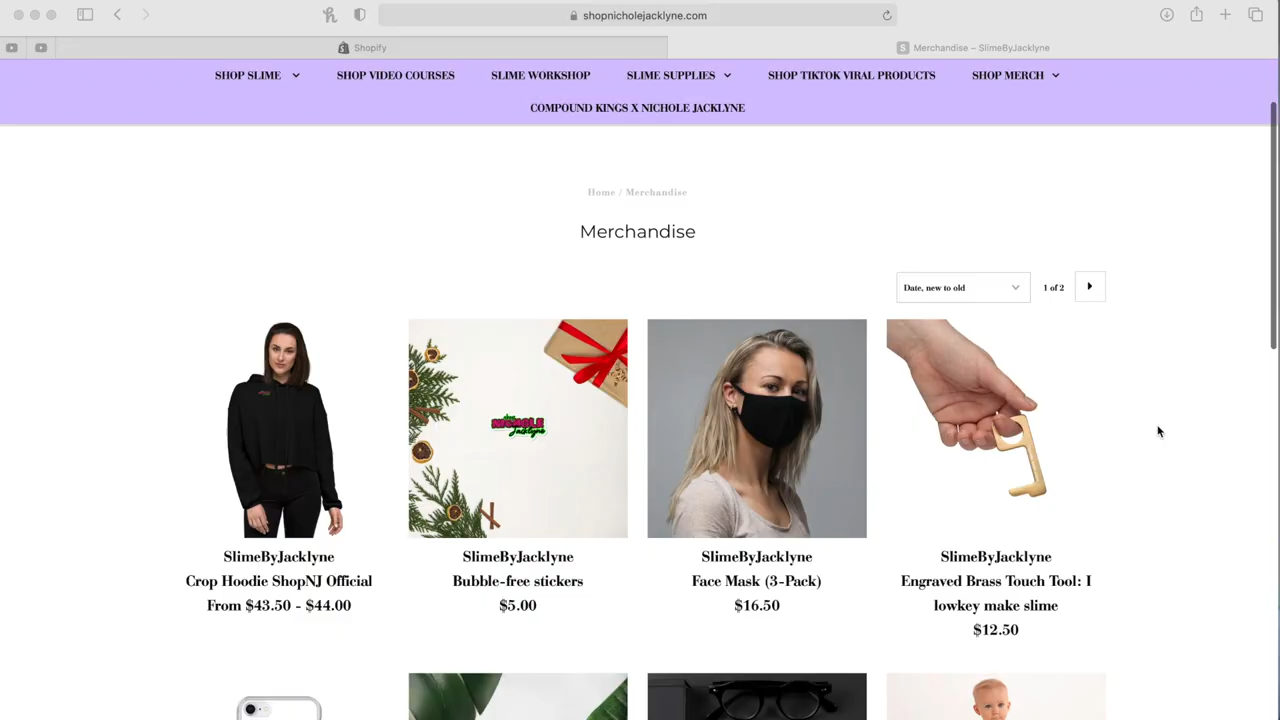 shopnicholejacklyne.com
Shopify
Merchandise – SlimeByJacklyne
SHOP SLIME
SHOP VIDEO COURSES
SLIME WORKSHOP
SLIME SUPPLIES
SHOP TIKTOK VIRAL PRODUCTS
SHOP MERCH
COMPOUND KINGS X NICHOLE JACKLYNE
Home / Merchandise
Merchandise
Date, new to old
1 of 2
NICHOLE
Jacklyne
SlimeByJacklyne
Crop Hoodie ShopNJ Official
From $43.50 - $44.00
SlimeByJacklyne
Bubble-free stickers
$5.00
SlimeByJacklyne
Face Mask (3-Pack)
$16.50
SlimeByJacklyne
Engraved Brass Touch Tool: I
lowkey make slime
$12.50